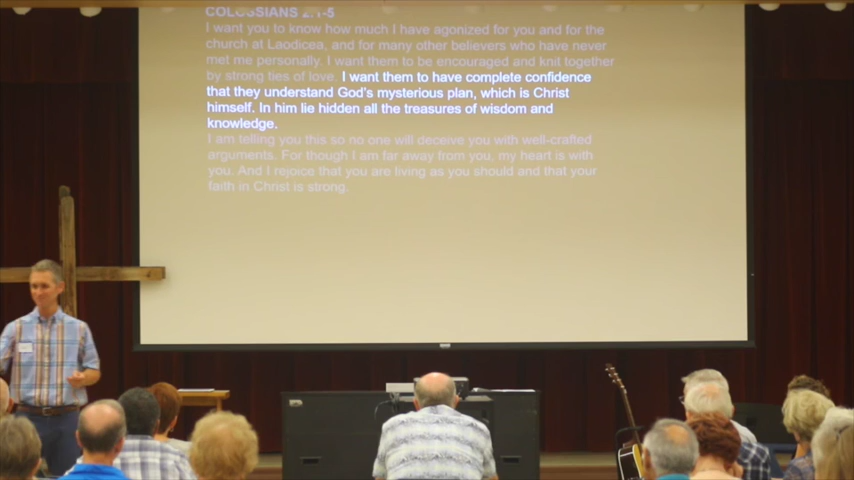 COLOSSIANS 2:1-5
I want you to know how much I have agonized for you and for the
church at Laodicea, and for many other believers who have never
met me personally. I want them to be encouraged and knit together
by strong ties of love. I want them to have complete confidence
that they understand God's mysterious plan, which is Christ
himself. In him lie hidden all the treasures of wisdom and
knowledge.
I am telling you this so no one will deceive you with well-crafted
arguments. For though I am far away from you, my heart is with
you. And I rejoice that you are living as you should and that your
faith in Christ is strong.